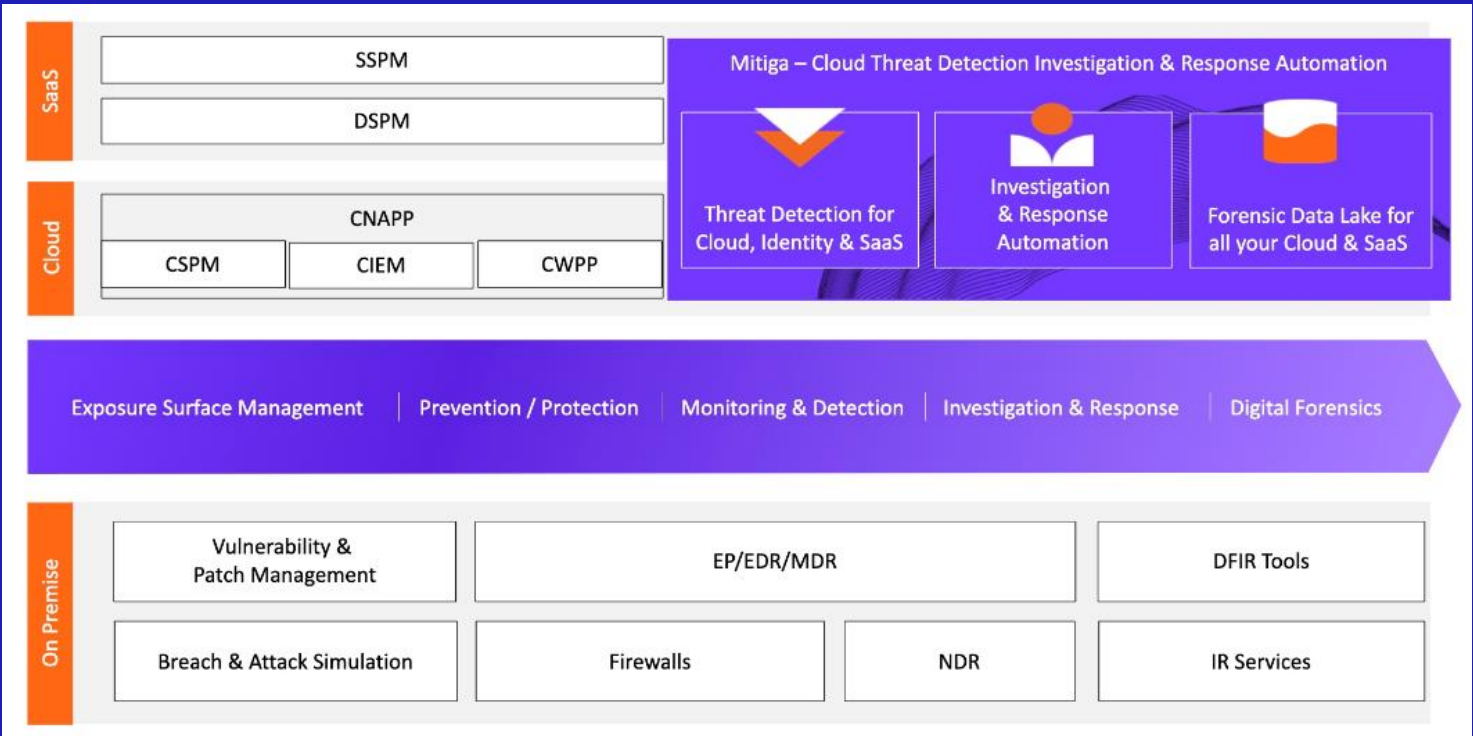 SaaS
SSPM
DSPM
Mitiga – Cloud Threat Detection Investigation & Response Automation
Threat Detection for
Cloud, Identity & SaaS
Investigation
& Response
Automation
Forensic Data Lake for
all your Cloud & SaaS
Cloud
CNAPP
CSPM
CIEM
CWPP
Exposure Surface Management
Prevention / Protection
Monitoring & Detection
Investigation & Response
Digital Forensics
On Premise
Vulnerability &
Patch Management
EP/EDR/MDR
DFIR Tools
Breach & Attack Simulation
Firewalls
NDR
IR Services